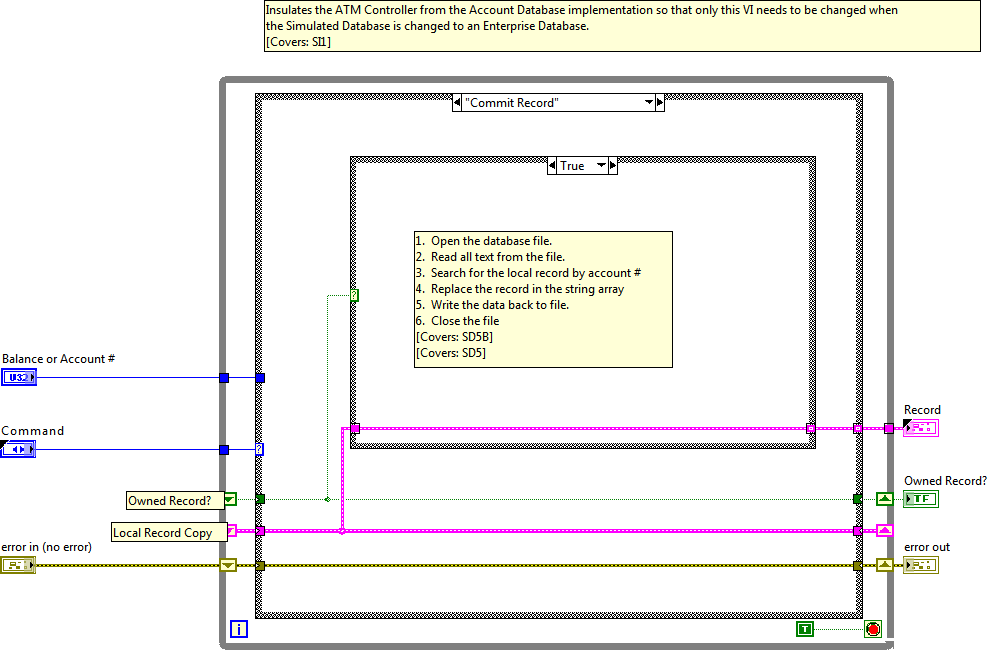 Insulates the ATM Controller from the Account Database implementation so that only this VI needs to be changed when
the Simulated Database is changed to an Enterprise Database.
[Covers: SI1]
"Commit Record"
True
1. Open the database file.
2. Read all text from the file.
3. Search for the local record by account #
4. Replace the record in the string array
5. Write the data back to file.
6. Close the file
[Covers: SD5B]
[Covers: SD5]
?
Balance or Account #
U32
Command
?
Record
Owned Record?
Owned Record?
TF
Local Record Copy
error in (no error)
error out
i
T